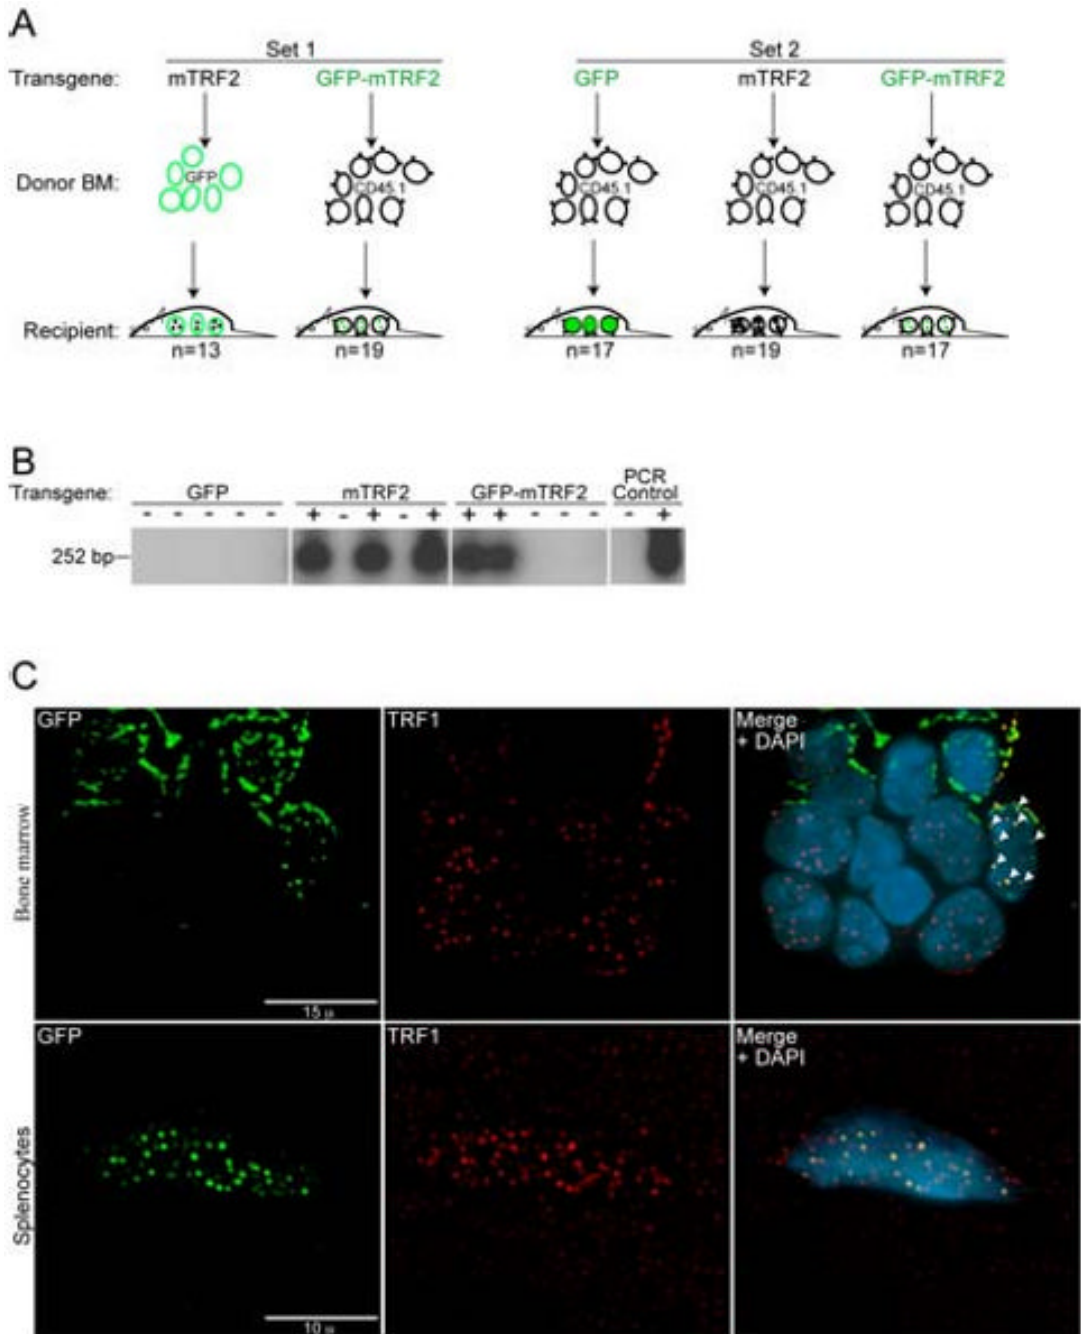 A
Set 1 Set 2
Transgene: mTRF2 GFP-mTRF2 GFP mTRF2 GFP-mTRF2
Donor BM: GFP CD45.1 CD45.1 CD45.1 CD45.1
Recipient:
n=13 n=19 n=17 n=19 n=17
B
Transgene: GFP mTRF2 GFP-mTRF2 PCR Control
- - - - - + - + - + + + - - - - +
252 bp
C
GFP TRF1 Merge + DAPI
Bone marrow
15 µ
GFP TRF1 Merge + DAPI
Splenocytes
10 µ